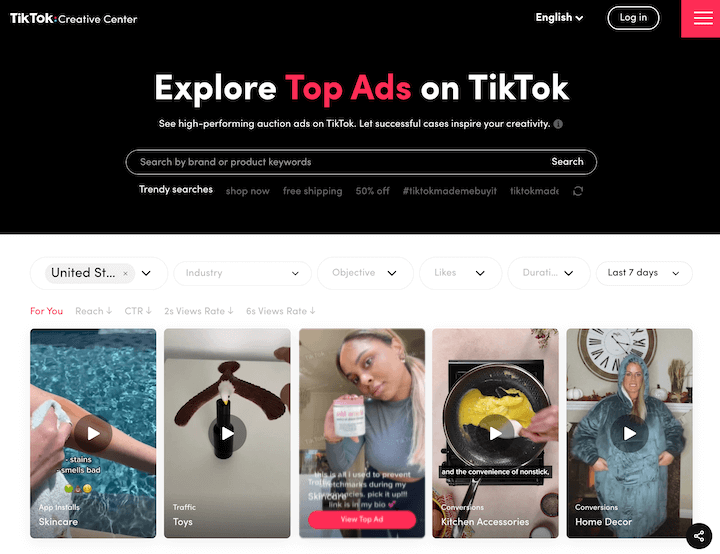 TikTok: Creative Center
English
Log in
Explore Top Ads on TikTok
See high-performing auction ads on TikTok. Let successful cases inspire your creativity.
Search by brand or product keywords
Search
Trendy searches shop now free shipping 50% off #tiktokmademebuyit tiktokmade
United St... ×
Industry
Objective
Likes
Durati...
Last 7 days
For You Reach ↓ CTR ↓ 2s Views Rate ↓ 6s Views Rate ↓
- stains
-smells bad
App Installs
Skincare
Traffic
Toys
this is all i used to prevent
stretchmarks during my
pregnancies, pick it up!!!
link is in my bio
Traffic
Skincare
View Top Ad
and the convenience of nonstick,
Conversions
Kitchen Accessories
Conversions
Home Decor